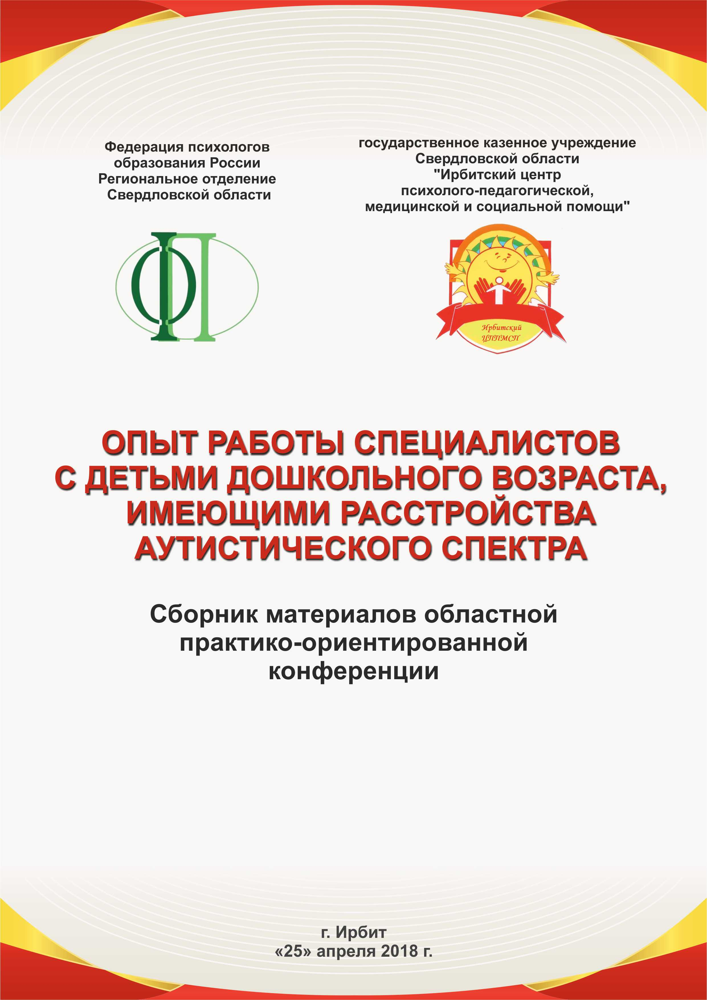 Федерация психологов
образования России
Региональное отделение
Свердловской области
государственное казенное учреждение
Свердловской области
"Ирбитский центр
психолого-педагогической,
медицинской и социальной помощи"
ФП
Ирбитский
ЦППМСП
ОПЫТ РАБОТЫ СПЕЦИАЛИСТОВ
С ДЕТЬМИ ДОШКОЛЬНОГО ВОЗРАСТА,
ИМЕЮЩИМИ РАССТРОЙСТВА
АУТИСТИЧЕСКОГО СПЕКТРА
Сборник материалов областной
практико-ориентированной
конференции
г. Ирбит
«25» апреля 2018 г.